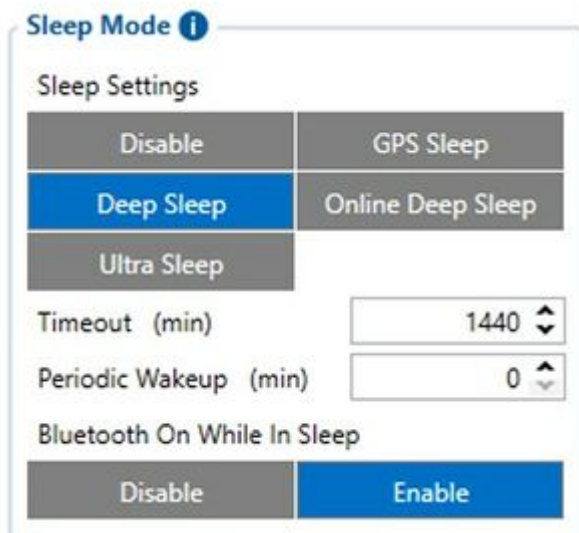 Sleep Mode i
Sleep Settings
Disable GPS Sleep
Deep Sleep Online Deep Sleep
Ultra Sleep
Timeout (min) 1440
Periodic Wakeup (min) 0
Bluetooth On While In Sleep
Disable Enable